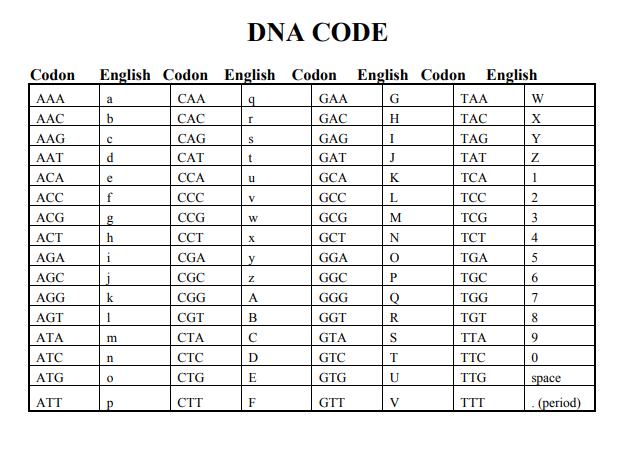 DNA CODE
Codon English Codon English Codon English Codon English
AAA a CAA q GAA G TAA W
AAC b CAC r GAC H TAC X
AAG c CAG s GAG I TAG Y
AAT d CAT t GAT J TAT Z
ACA e CCA u GCA K TCA 1
ACC f CCC v GCC L TCC 2
ACG g CCG w GCG M TCG 3
ACT h CCT x GCT N TCT 4
AGA i CGA y GGA O TGA 5
AGC j CGC z GGC P TGC 6
AGG k CGG A GGG Q TGG 7
AGT l CGT B GGT R TGT 8
ATA m CTA C GTA S TTA 9
ATC n CTC D GTC T TTC 0
ATG o CTG E GTG U TTG space
ATT p CTT F GTT V TTT . (period)